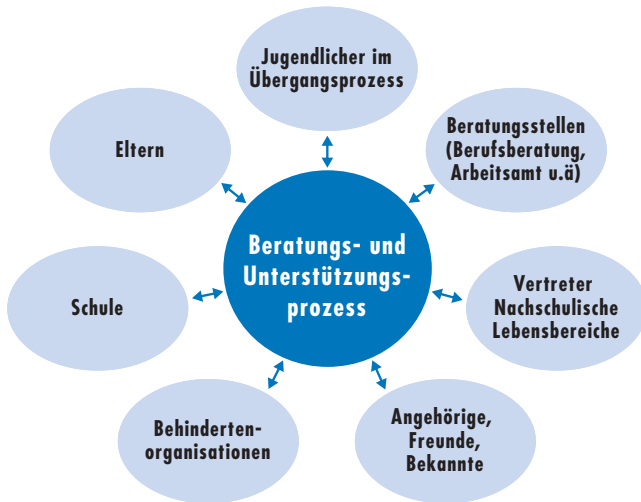 Jugendlicher im
Übergangsprozess
Beratungsstellen
(Berufsberatung,
Arbeitsamt u.ä)
Eltern
Beratungs- und
Unterstützungs-
prozess
Schule
Vertreter
Nachschulische
Lebensbereiche
Behinderten-
organisationen
Angehörige,
Freunde,
Bekannte